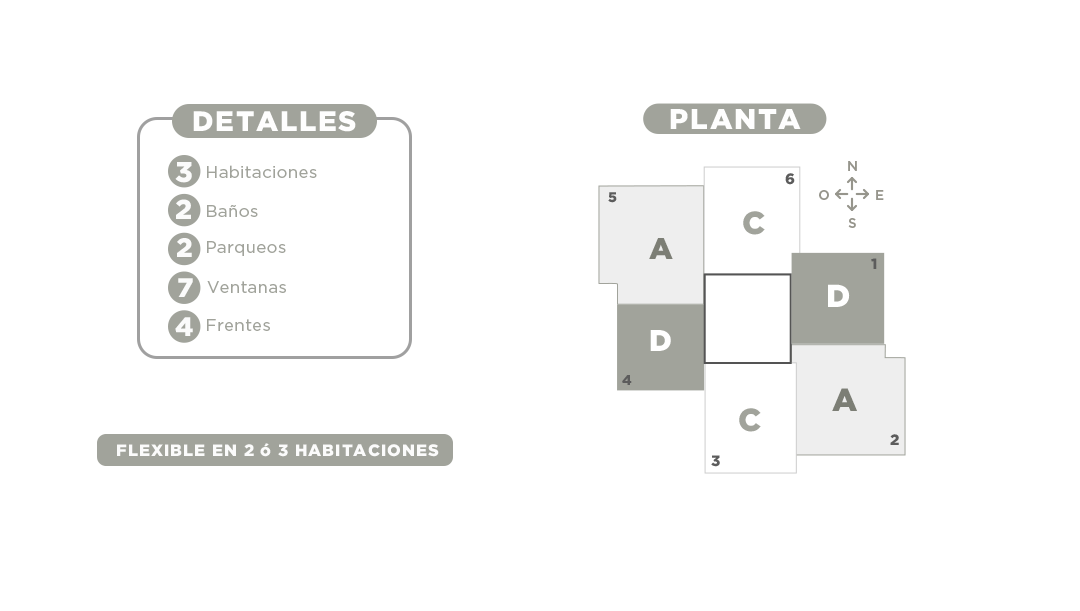 DETALLES
3 Habitaciones
2 Baños
2 Parqueos
7 Ventanas
4 Frentes
FLEXIBLE EN 2 ó 3 HABITACIONES
PLANTA
N
O E
S
6
C
5
A
1
D
D
4
A
2
C
3